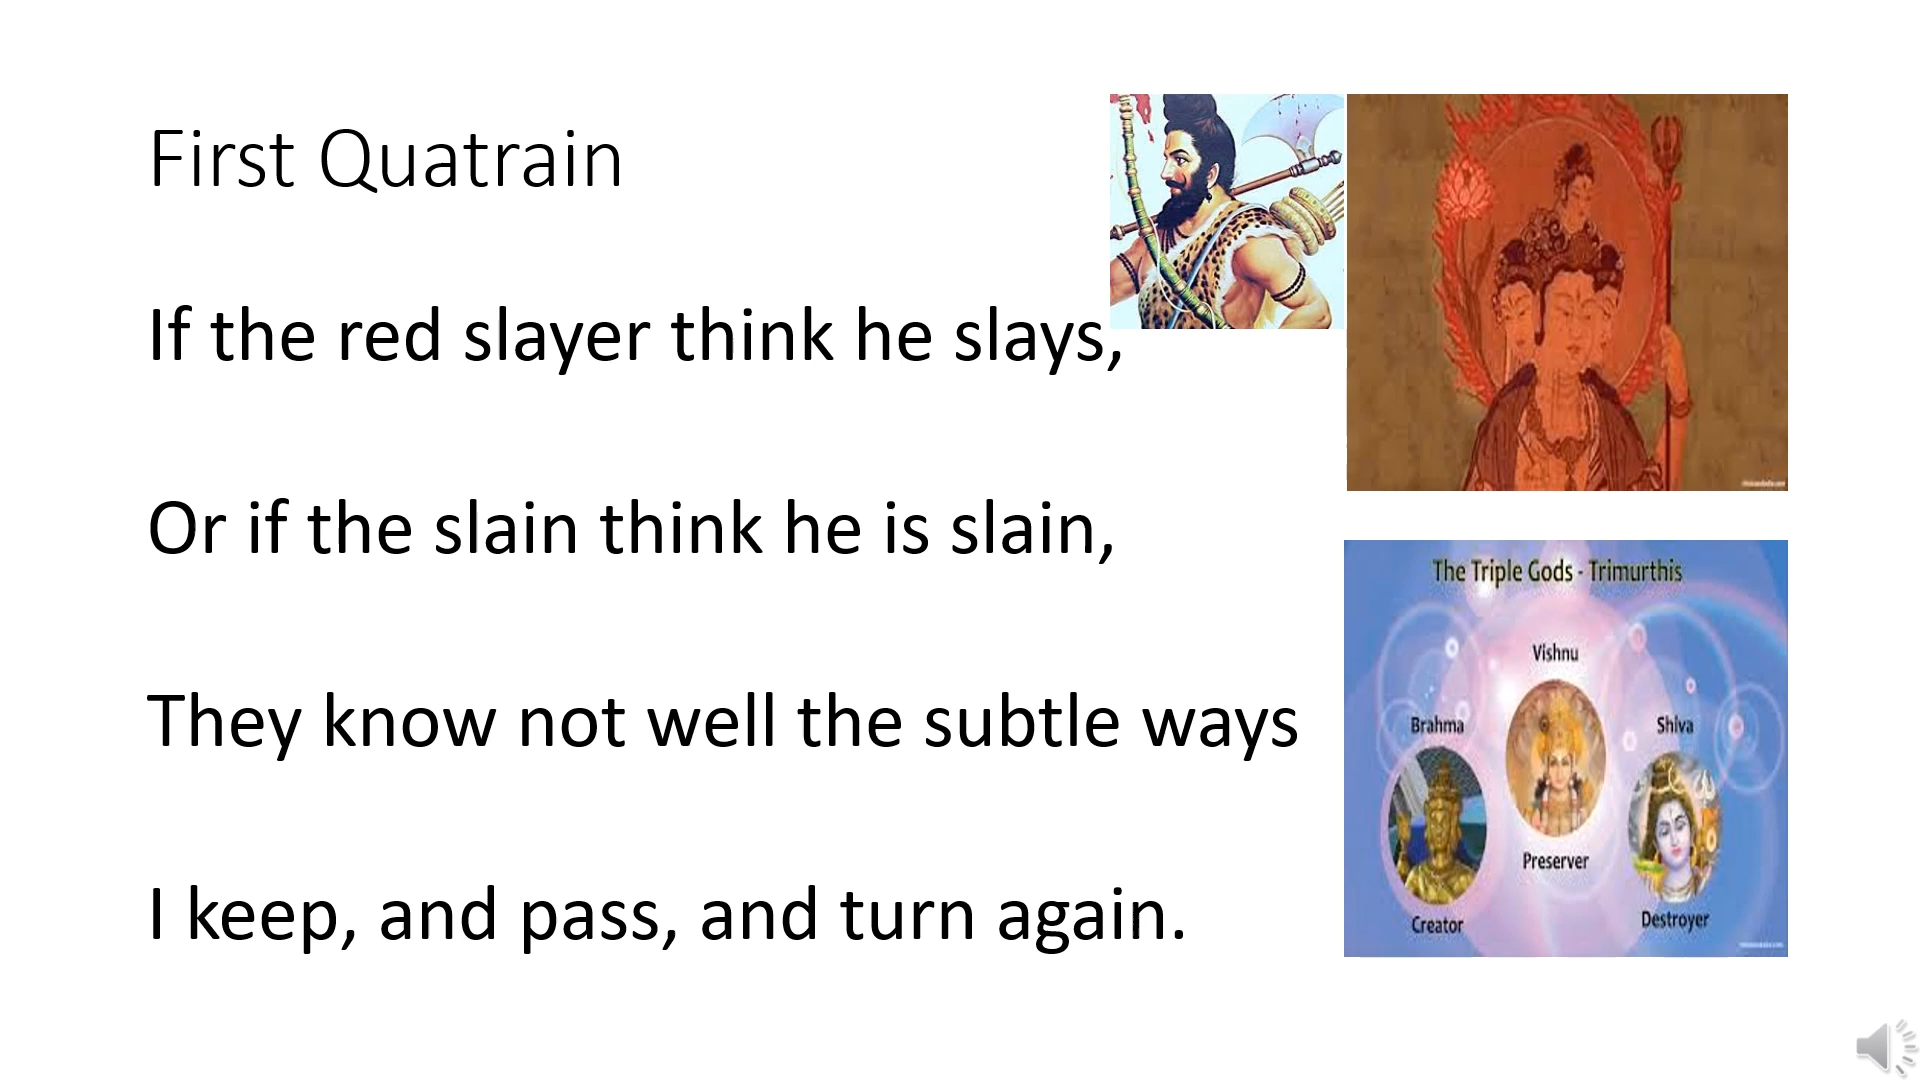 First Quatrain
If the red slayer think he slays,
Or if the slain think he is slain,
They know not well the subtle ways
I keep, and pass, and turn again.
The Triple Gods - Trimurthis
Vishnu
Brahma
Shiva
Preserver
Creator
Destroyer